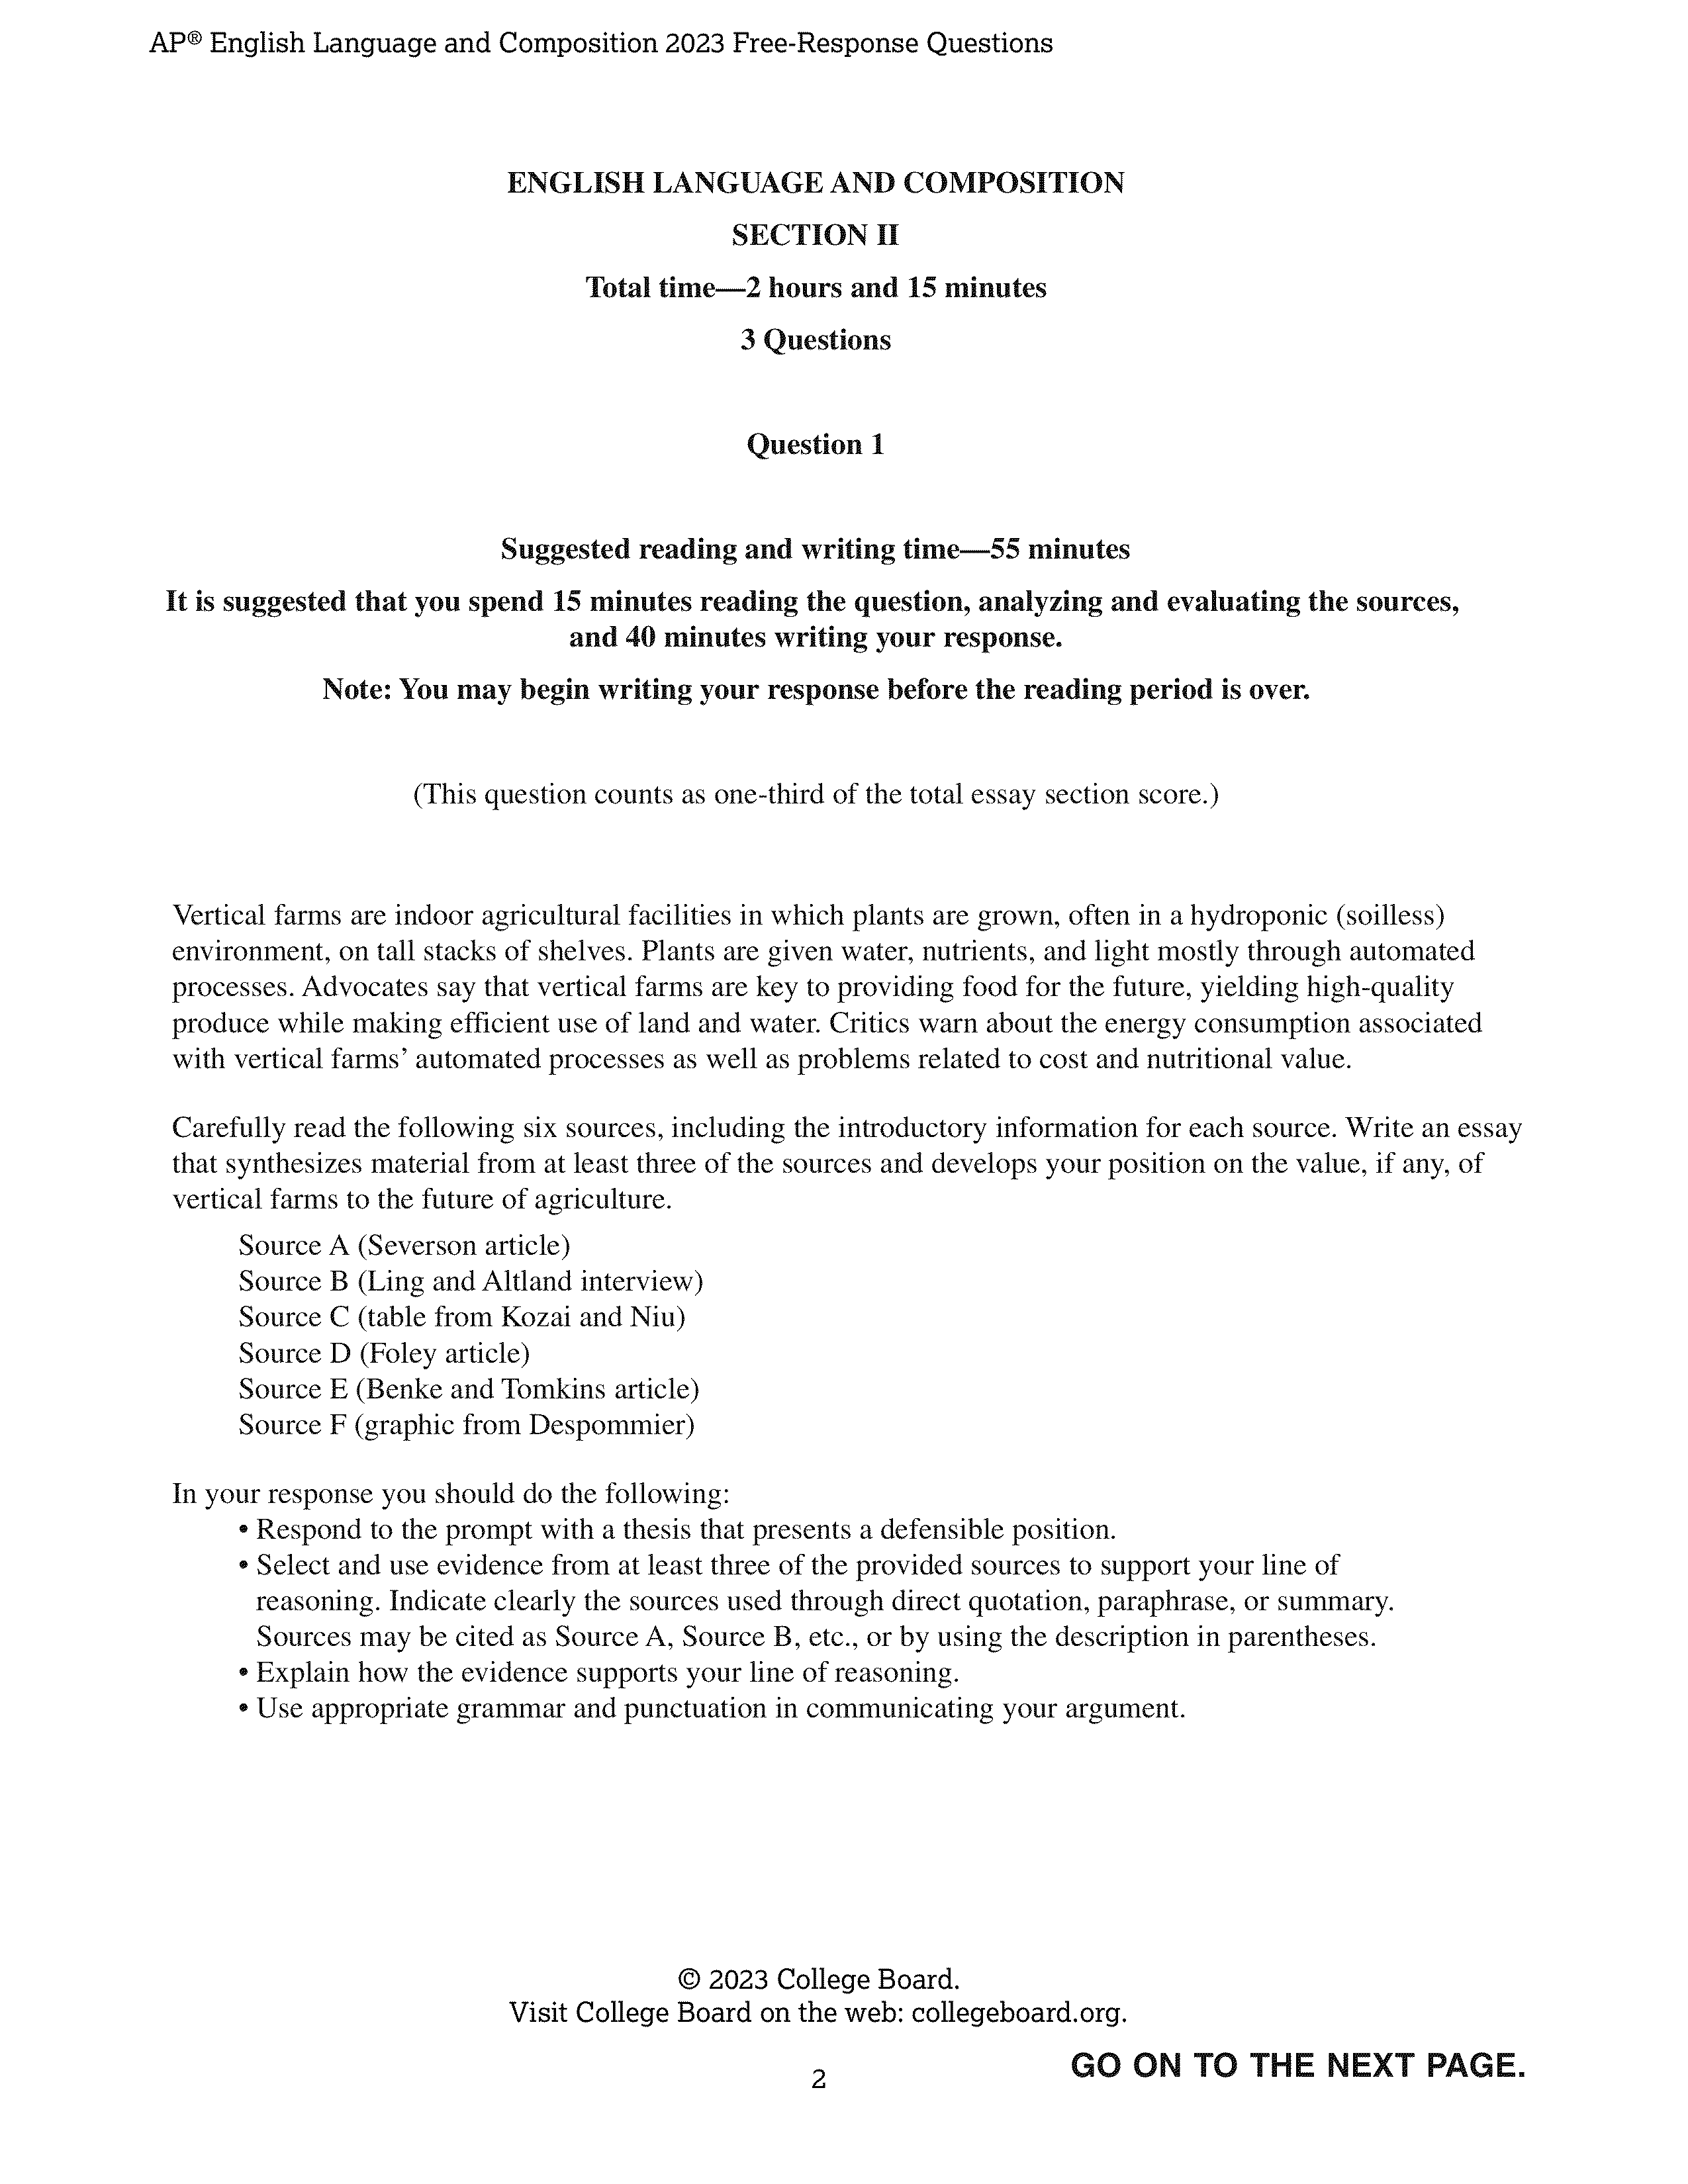 AP® English Language and Composition 2023 Free-Response Questions
ENGLISH LANGUAGE AND COMPOSITION
SECTION II
Total time—2 hours and 15 minutes
3 Questions
Question 1
Suggested reading and writing time—55 minutes
It is suggested that you spend 15 minutes reading the question, analyzing and evaluating the sources,
and 40 minutes writing your response.
Note: You may begin writing your response before the reading period is over.
(This question counts as one-third of the total essay section score.)
Vertical farms are indoor agricultural facilities in which plants are grown, often in a hydroponic (soilless)
environment, on tall stacks of shelves. Plants are given water, nutrients, and light mostly through automated
processes. Advocates say that vertical farms are key to providing food for the future, yielding high-quality
produce while making efficient use of land and water. Critics warn about the energy consumption associated
with vertical farms’ automated processes as well as problems related to cost and nutritional value.
Carefully read the following six sources, including the introductory information for each source. Write an essay
that synthesizes material from at least three of the sources and develops your position on the value, if any, of
vertical farms to the future of agriculture.
Source A (Severson article)
Source B (Ling and Altland interview)
Source C (table from Kozai and Niu)
Source D (Foley article)
Source E (Benke and Tomkins article)
Source F (graphic from Despommier)
In your response you should do the following:
• Respond to the prompt with a thesis that presents a defensible position.
• Select and use evidence from at least three of the provided sources to support your line of
reasoning. Indicate clearly the sources used through direct quotation, paraphrase, or summary.
Sources may be cited as Source A, Source B, etc., or by using the description in parentheses.
• Explain how the evidence supports your line of reasoning.
• Use appropriate grammar and punctuation in communicating your argument.
© 2023 College Board.
Visit College Board on the web: collegeboard.org.
GO ON TO THE NEXT PAGE.
2